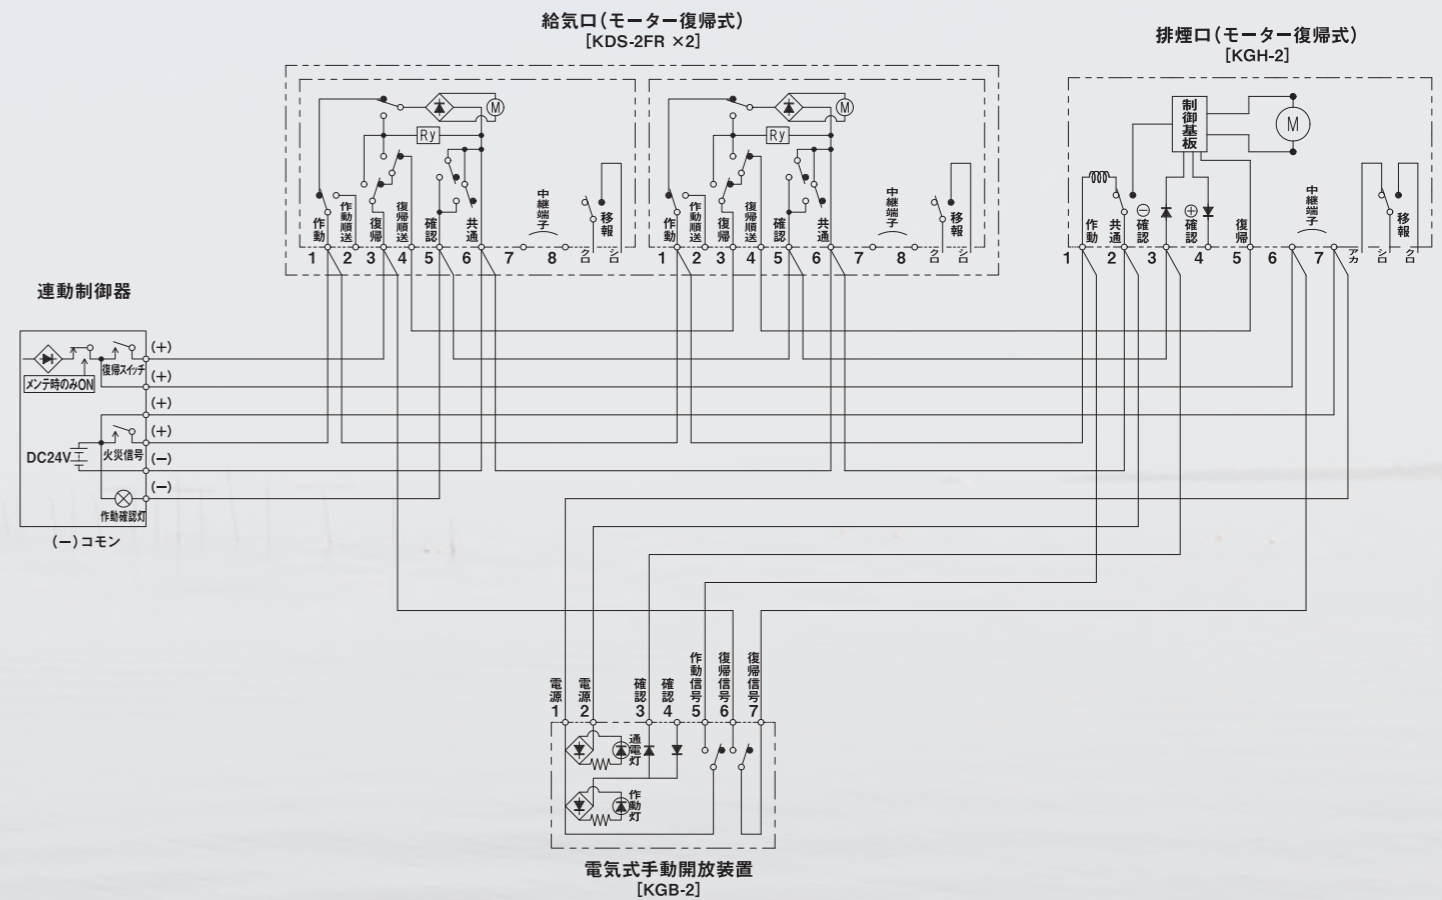 給気口（モーター復帰式）
[KDS-2FR ×2]
排煙口（モーター復帰式）
[KGH-2]
M
Ry
作動
作動順送
復帰
復帰順送
確認
共通
中継端子
移報
1 2 3 4 5 6 7 8 クロ シロ
M
Ry
作動
作動順送
復帰
復帰順送
確認
共通
中継端子
移報
1 2 3 4 5 6 7 8 クロ シロ
制御基板
M
作動
共通
⊖確認
⊕確認
復帰
中継端子
移報
1 2 3 4 5 6 7 アカ シロ クロ
連動制御器
(+)
復帰スイッチ
メンテ時のみON
(+)
(+)
(+)
DC24V
火災信号
(−)
(−)
作動確認灯
(−)コモン
電源1
電源2
確認3
確認4
作動信号5
復帰信号6
復帰信号7
通電灯
作動灯
電気式手動開放装置
[KGB-2]